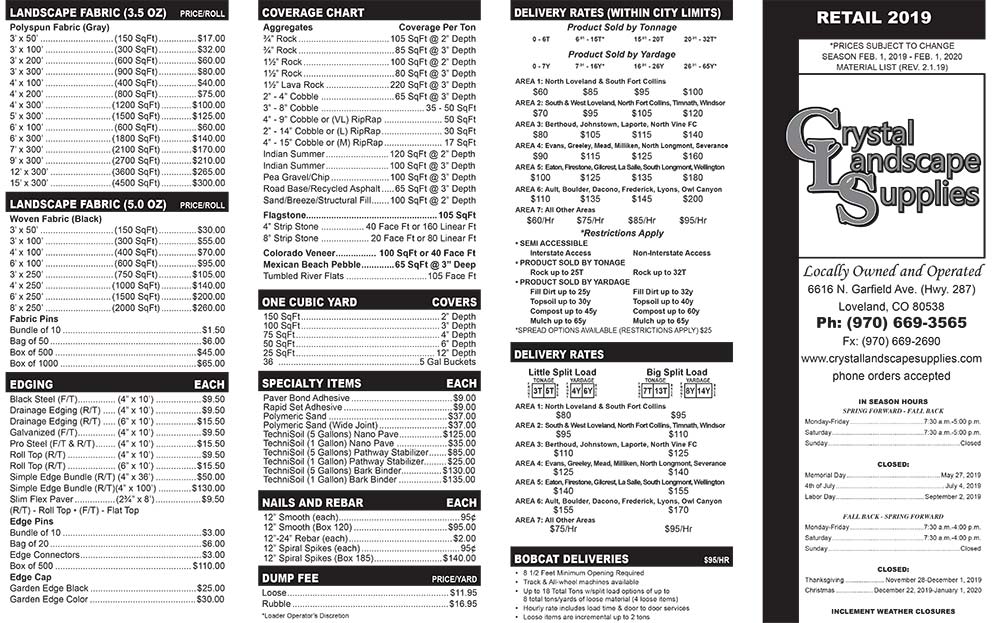 LANDSCAPE FABRIC (3.5 OZ) PRICE/ROLL
Polyspun Fabric (Gray)
3' x 50' (150 SqFt) $17.00
3' x 100' (300 SqFt) $32.00
3' x 200' (600 SqFt) $60.00
3' x 300' (900 SqFt) $80.00
4' x 100' (400 SqFt) $40.00
4' x 200' (800 SqFt) $75.00
4' x 300' (1200 SqFt) $100.00
5' x 300' (1500 SqFt) $125.00
6' x 100' (600 SqFt) $60.00
6' x 300' (1800 SqFt) $140.00
7' x 300' (2100 SqFt) $170.00
9' x 300' (2700 SqFt) $210.00
12' x 300' (3600 SqFt) $265.00
15' x 300' (4500 SqFt) $300.00
LANDSCAPE FABRIC (5.0 OZ) PRICE/ROLL
Woven Fabric (Black)
3' x 50' (150 SqFt) $30.00
3' x 100' (300 SqFt) $55.00
4' x 100' (400 SqFt) $70.00
6' x 100' (600 SqFt) $95.00
3' x 250' (750 SqFt) $105.00
4' x 250' (1000 SqFt) $140.00
6' x 250' (1500 SqFt) $200.00
8' x 250' (2000 SqFt) $260.00
Fabric Pins
Bundle of 10 $1.50
Bag of 50 $6.00
Box of 500 $45.00
Box of 1000 $65.00
EDGING EACH
Black Steel (F/T) (4" x 10') $9.50
Drainage Edging (R/T) (4" x 10') $9.50
Drainage Edging (R/T) (6" x 10') $15.50
Galvanized (F/T) (4" x 10') $9.50
Pro Steel (F/T & R/T) (4" x 10') $15.50
Roll Top (R/T) (4" x 10') $9.50
Roll Top (R/T) (6" x 10') $15.50
Simple Edge Bundle (R/T) (4" x 36') $50.00
Simple Edge Bundle (R/T)(4" x 100') $130.00
Slim Flex Paver (2¾" x 8') $9.50
(R/T) - Roll Top • (F/T) - Flat Top
Edge Pins
Bundle of 10 $3.00
Bag of 20 $6.00
Edge Connectors $3.00
Box of 500 $110.00
Edge Cap
Garden Edge Black $25.00
Garden Edge Color $30.00
COVERAGE CHART
Aggregates Coverage Per Ton
¾" Rock 105 SqFt @ 2" Depth
¾" Rock 85 SqFt @ 3" Depth
1½" Rock 100 SqFt @ 2" Depth
1½" Rock 80 SqFt @ 3" Depth
1½" Lava Rock 220 SqFt @ 3" Depth
2" - 4" Cobble 65 SqFt @ 3" Depth
3" - 8" Cobble 35 - 50 SqFt
4" - 9" Cobble or (VL) RipRap 50 SqFt
2" - 14" Cobble or (L) RipRap 30 SqFt
4" - 15" Cobble or (M) RipRap 17 SqFt
Indian Summer 120 SqFt @ 2" Depth
Indian Summer 100 SqFt @ 3" Depth
Pea Gravel/Chip 100 SqFt @ 3" Depth
Road Base/Recycled Asphalt 65 SqFt @ 3" Depth
Sand/Breeze/Structural Fill 100 SqFt @ 2" Depth
Flagstone 105 SqFt
4" Strip Stone 40 Face Ft or 160 Linear Ft
8" Strip Stone 20 Face Ft or 80 Linear Ft
Colorado Veneer 100 SqFt or 40 Face Ft
Mexican Beach Pebble 65 SqFt @ 3" Deep
Tumbled River Flats 105 Face Ft
ONE CUBIC YARD COVERS
150 SqFt 2" Depth
100 SqFt 3" Depth
75 SqFt 4" Depth
50 SqFt 6" Depth
25 SqFt 12" Depth
36 5 Gal Buckets
SPECIALTY ITEMS EACH
Paver Bond Adhesive $9.00
Rapid Set Adhesive $9.00
Polymeric Sand $37.00
Polymeric Sand (Wide Joint) $37.00
TechniSoil (5 Gallons) Nano Pave $125.00
TechniSoil (1 Gallon) Nano Pave $35.00
TechniSoil (5 Gallons) Pathway Stabilizer $85.00
TechniSoil (1 Gallon) Pathway Stabilizer $25.00
TechniSoil (5 Gallons) Bark Binder $130.00
TechniSoil (1 Gallon) Bark Binder $135.00
NAILS AND REBAR EACH
12" Smooth (each) 95¢
12" Smooth (Box 120) $95.00
12"-24" Rebar (each) $2.00
12" Spiral Spikes (each) 95¢
12" Spiral Spikes (Box 185) $140.00
DUMP FEE PRICE/YARD
Loose $11.95
Rubble $16.95
*Loader Operator's Discretion
DELIVERY RATES (WITHIN CITY LIMITS)
Product Sold by Tonnage
0 - 6T 6⁰¹ - 15T* 15⁰¹ - 20T 20⁰¹ - 32T*
Product Sold by Yardage
0 - 7Y 7⁰¹ - 16Y* 16⁰¹ - 26Y 26⁰¹ - 65Y*
AREA 1: North Loveland & South Fort Collins
$60 $85 $95 $100
AREA 2: South & West Loveland, North Fort Collins, Timnath, Windsor
$70 $95 $105 $120
AREA 3: Berthoud, Johnstown, Laporte, North Vine FC
$80 $105 $115 $140
AREA 4: Evans, Greeley, Mead, Milliken, North Longmont, Severance
$90 $115 $125 $160
AREA 5: Eaton, Firestone, Gilcrest, La Salle, South Longmont, Wellington
$100 $125 $135 $180
AREA 6: Ault, Boulder, Dacono, Frederick, Lyons, Owl Canyon
$110 $135 $145 $200
AREA 7: All Other Areas
$60/Hr $75/Hr $85/Hr $95/Hr
*Restrictions Apply
• SEMI ACCESSIBLE
Interstate Access Non-Interstate Access
• PRODUCT SOLD BY TONAGE
Rock up to 25T Rock up to 32T
• PRODUCT SOLD BY YARDAGE
Fill Dirt up to 25y Fill Dirt up to 32y
Topsoil up to 30y Topsoil up to 40y
Compost up to 45y Compost up to 60y
Mulch up to 65y Mulch up to 65y
*SPREAD OPTIONS AVAILABLE (RESTRICTIONS APPLY) $25
DELIVERY RATES
Little Split Load Big Split Load
TONAGE YARDAGE TONAGE YARDAGE
3T 5T 4Y 6Y 7T 13T 8Y 14Y
AREA 1: North Loveland & South Fort Collins
$80 $95
AREA 2: South & West Loveland, North Fort Collins, Timnath, Windsor
$95 $110
AREA 3: Berthoud, Johnstown, Laporte, North Vine FC
$110 $125
AREA 4: Evans, Greeley, Mead, Milliken, North Longmont, Severance
$125 $140
AREA 5: Eaton, Firestone, Gilcrest, La Salle, South Longmont, Wellington
$140 $155
AREA 6: Ault, Boulder, Dacono, Frederick, Lyons, Owl Canyon
$155 $170
AREA 7: All Other Areas
$75/Hr $95/Hr
BOBCAT DELIVERIES $95/HR
• 8 1/2 Feet Minimum Opening Required
• Track & All-wheel machines available
• Up to 18 Total Tons w/split load options of up to
8 total tons/yards of loose material (4 loose items)
• Hourly rate includes load time & door to door services
• Loose items are incremental up to 2 tons
RETAIL 2019
*PRICES SUBJECT TO CHANGE
SEASON FEB. 1, 2019 - FEB. 1, 2020
MATERIAL LIST (REV. 2.1.19)
Crystal
Landscape
Supplies
Locally Owned and Operated
6616 N. Garfield Ave. (Hwy. 287)
Loveland, CO 80538
Ph: (970) 669-3565
Fx: (970) 669-2690
www.crystallandscapesupplies.com
phone orders accepted
IN SEASON HOURS
SPRING FORWARD - FALL BACK
Monday-Friday 7:30 a.m.-5:00 p.m.
Saturday 7:30 a.m.-5:00 p.m.
Sunday Closed
CLOSED:
Memorial Day May 27, 2019
4th of July July 4, 2019
Labor Day September 2, 2019
FALL BACK - SPRING FORWARD
Monday-Friday 7:30 a.m.-4:00 p.m.
Saturday 7:30 a.m.-4:00 p.m.
Sunday Closed
CLOSED:
Thanksgiving November 28-December 1, 2019
Christmas December 22, 2019-January 1, 2020
INCLEMENT WEATHER CLOSURES